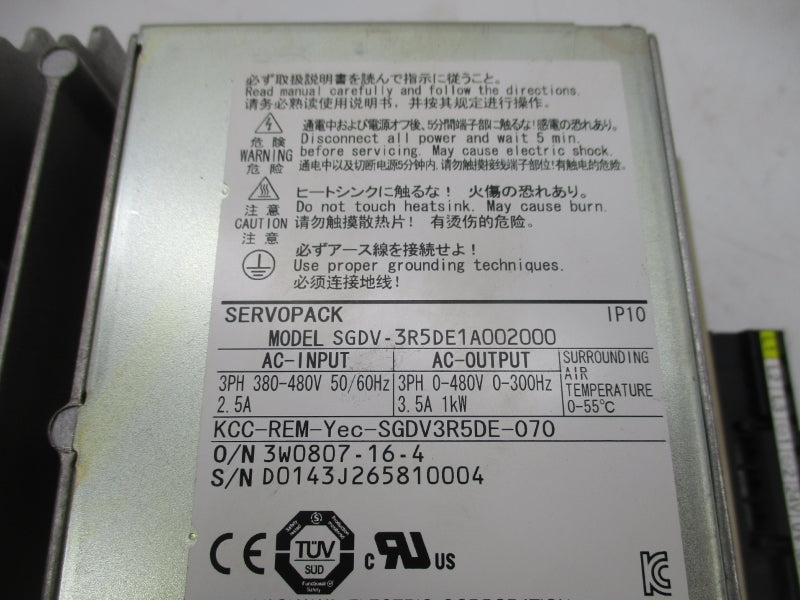 必ず取扱説明書を読んで指示に従うこと。
Read manual carefully and follow the directions.
请务必熟读使用说明书，并按其规定进行操作。
危険
WARNING
危险
通電中および電源オフ後、5分間端子部に触るな!感電の恐れあり。
Disconnect all power and wait 5 min.
before servicing. May cause electric shock.
通电中以及切断电源5分钟内,请勿触摸接线端子部位!有触电的危险。
注意
CAUTION
注意
ヒートシンクに触るな! 火傷の恐れあり。
Do not touch heatsink. May cause burn.
请勿触摸散热片! 有烫伤的危险。
必ずアース線を接続せよ!
Use proper grounding techniques.
必须连接地线!
SERVOPACK IP10
MODEL SGDV-3R5DE1A002000
AC-INPUT AC-OUTPUT
3PH 380-480V 50/60Hz 3PH 0-480V 0-300Hz
2.5A 3.5A 1kW
SURROUNDING
AIR
TEMPERATURE
0-55℃
KCC-REM-Yec-SGDV3R5DE-070
O/N 3W0807-16-4
S/N D0143J265810004
CE
TÜV
SUD
Functional
Safety
c RU US
KC